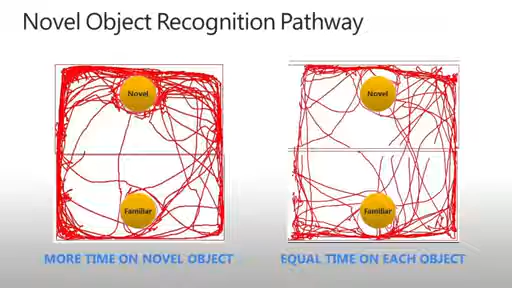 Novel Object Recognition Pathway
Novel
Novel
Familiar
Familiar
MORE TIME ON NOVEL OBJECT
EQUAL TIME ON EACH OBJECT